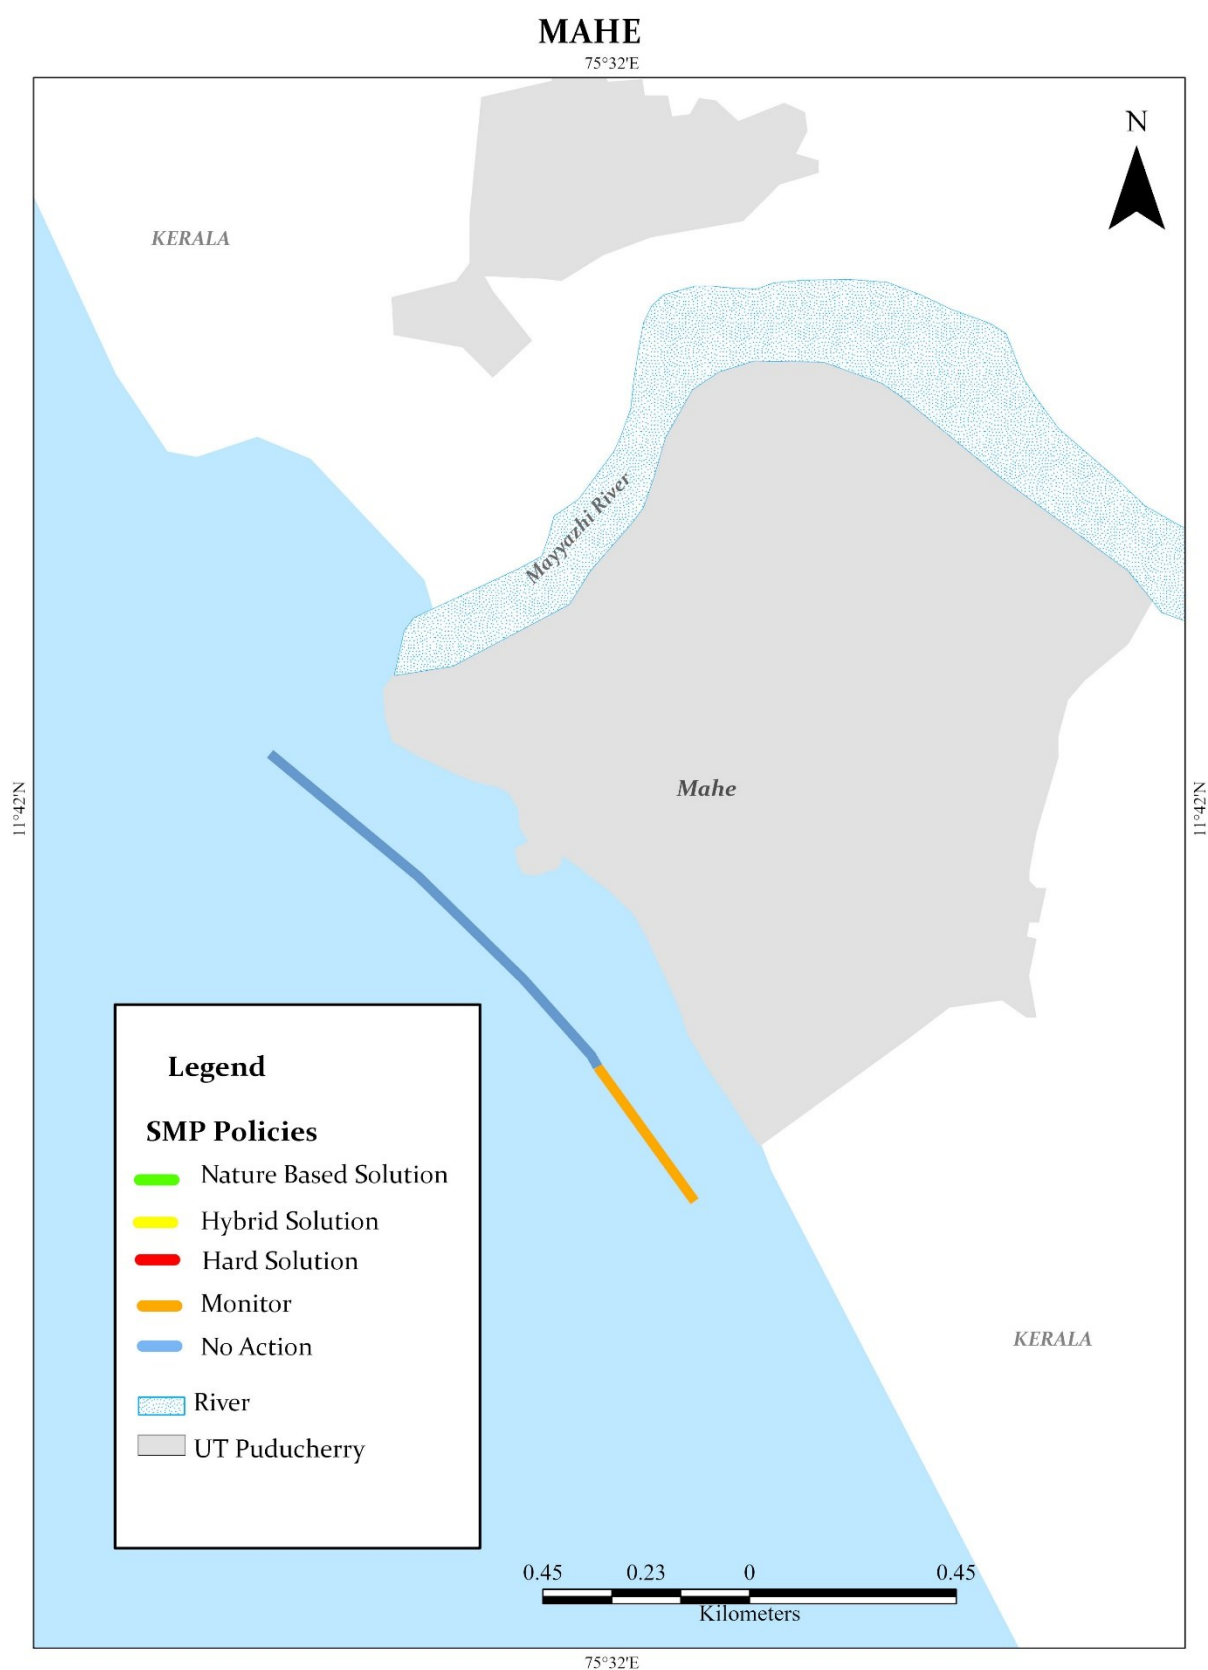 MAHE
75°32'E
N
KERALA
Mayyazhi River
Mahe
11°42'N
11°42'N
Legend
SMP Policies
Nature Based Solution
Hybrid Solution
Hard Solution
Monitor
No Action
River
UT Puducherry
KERALA
0.45 0.23 0 0.45
Kilometers
75°32'E